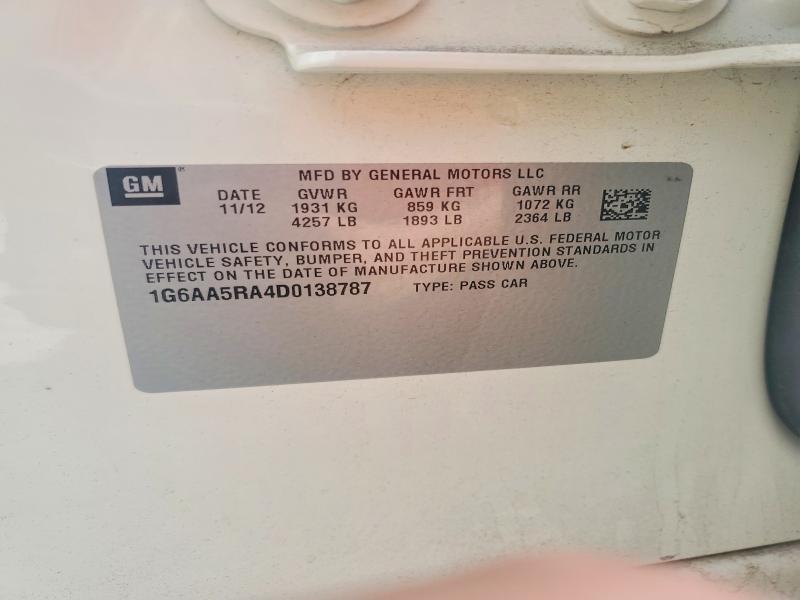 GM
MFD BY GENERAL MOTORS LLC
DATE GVWR GAWR FRT GAWR RR
11/12 1931 KG 859 KG 1072 KG
4257 LB 1893 LB 2364 LB
THIS VEHICLE CONFORMS TO ALL APPLICABLE U.S. FEDERAL MOTOR
VEHICLE SAFETY, BUMPER, AND THEFT PREVENTION STANDARDS IN
EFFECT ON THE DATE OF MANUFACTURE SHOWN ABOVE.
1G6AA5RA4D0138787 TYPE: PASS CAR